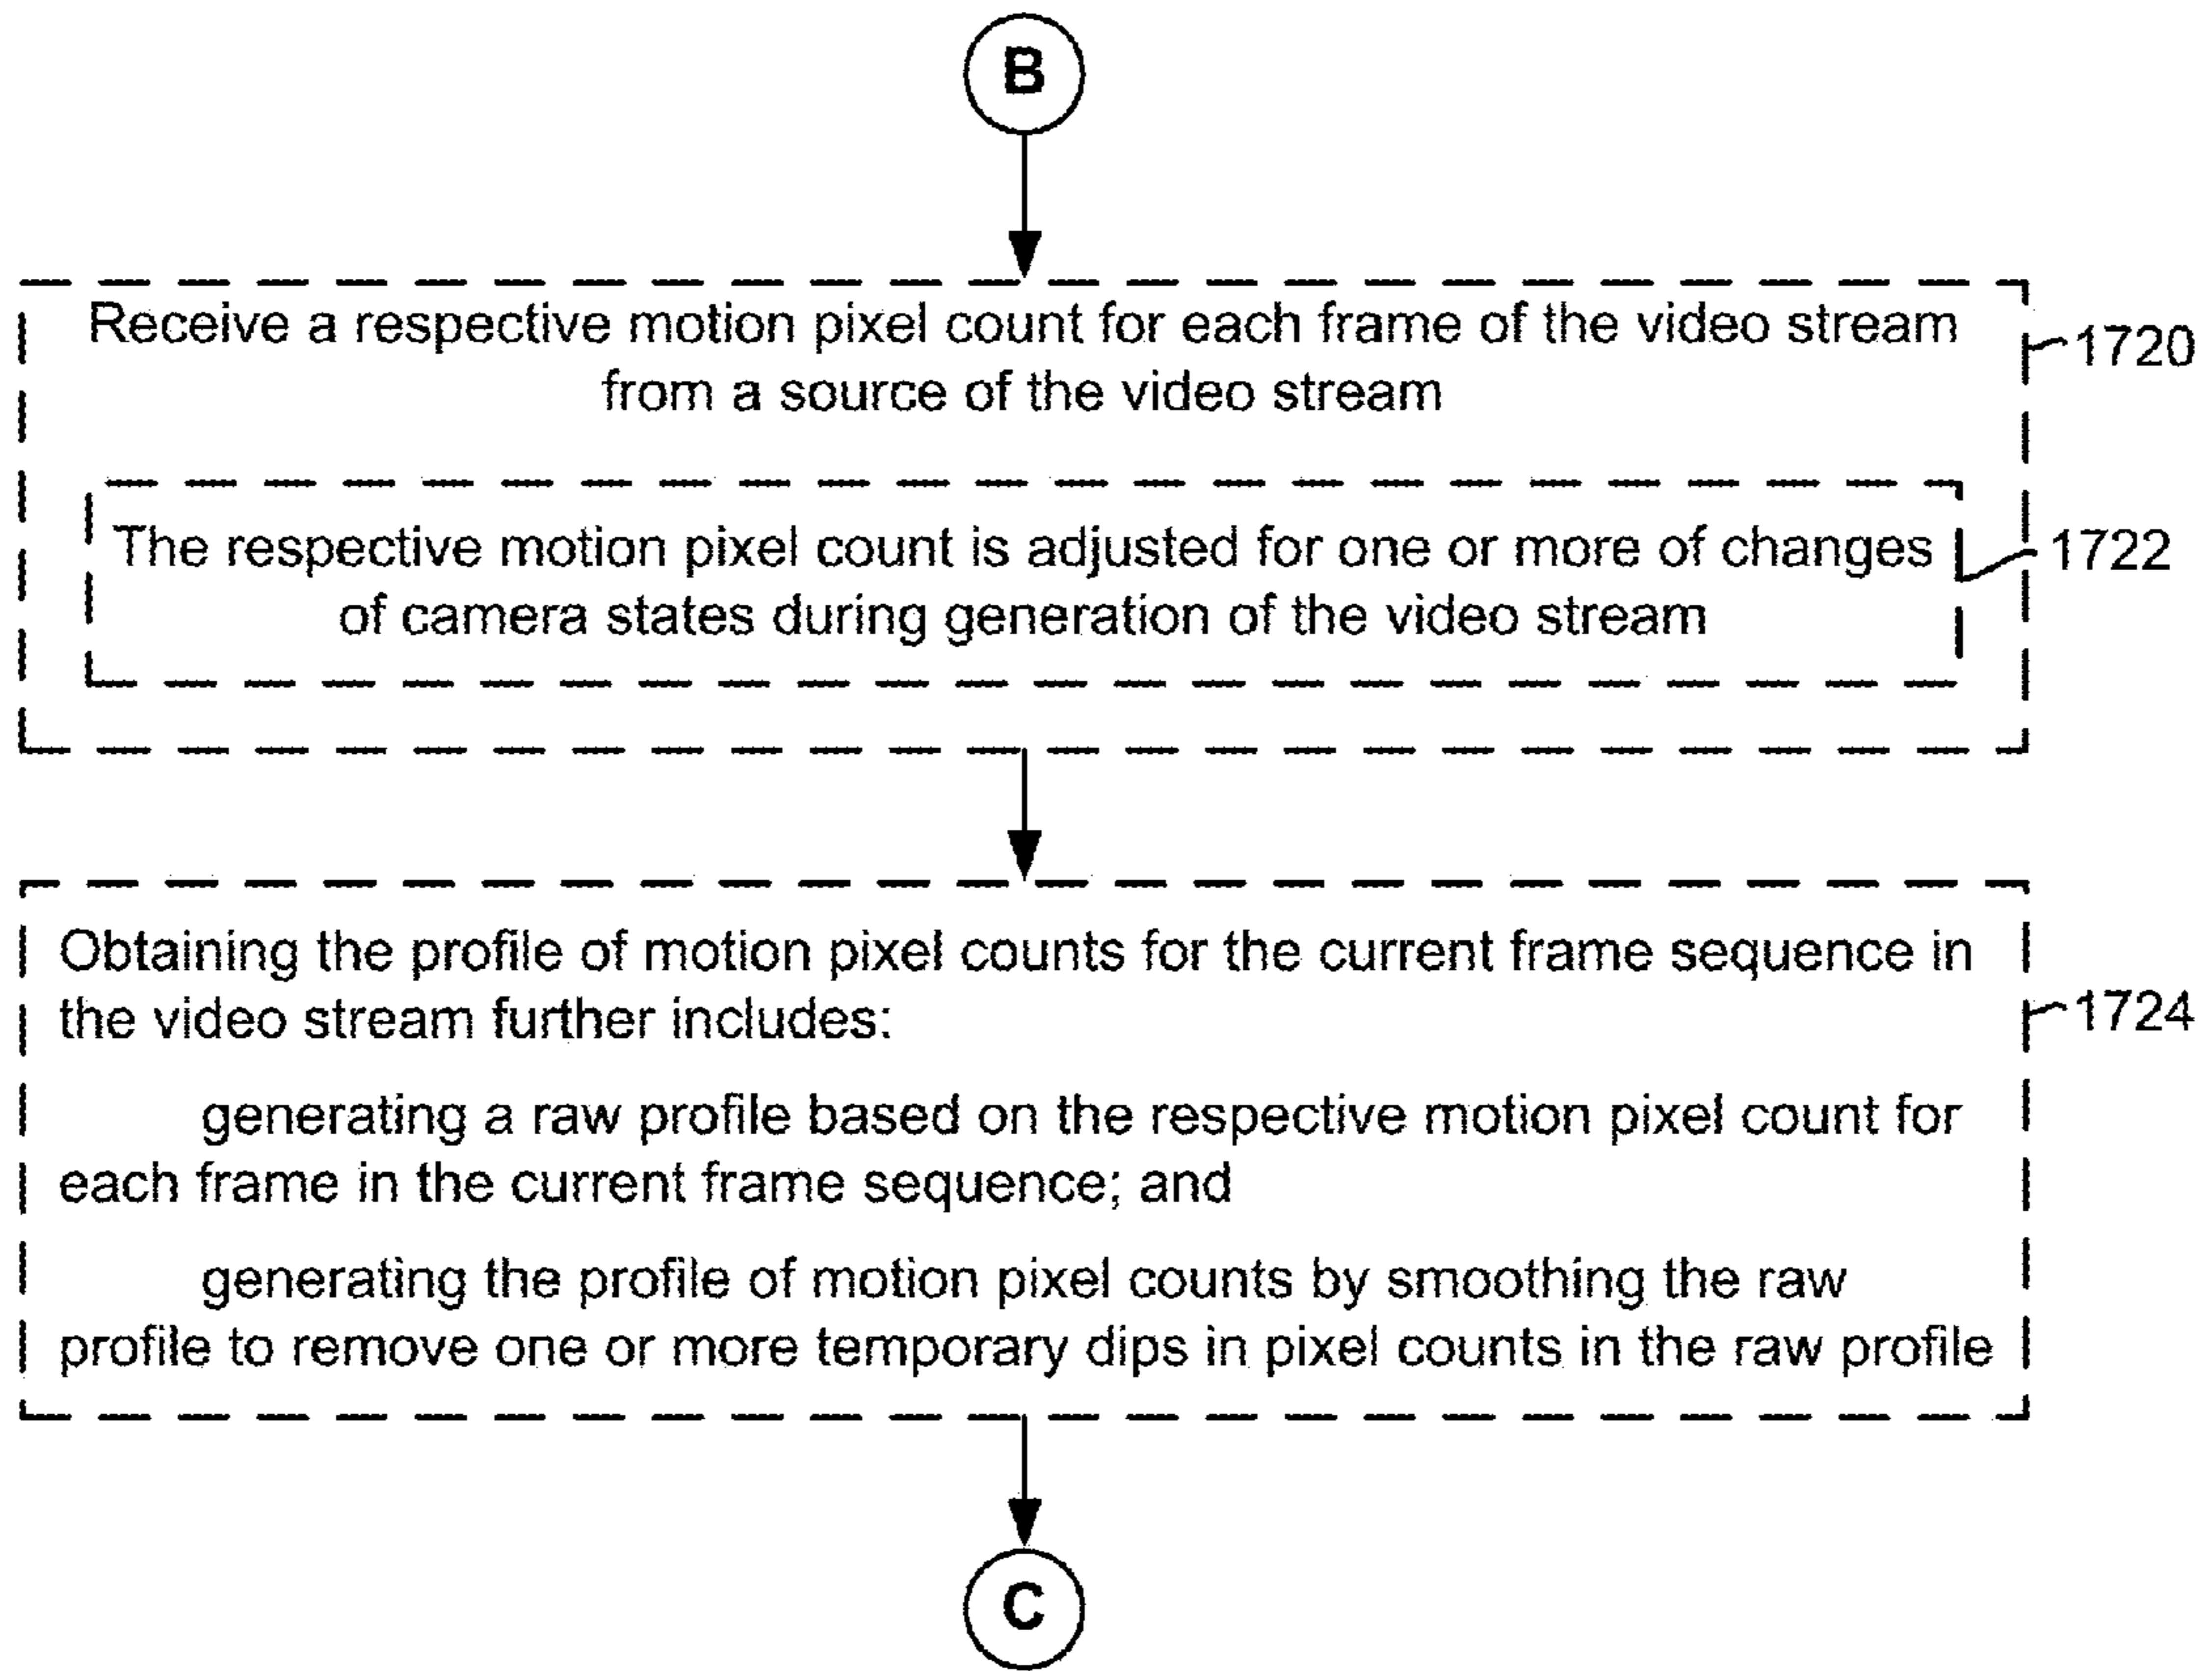 B
Receive a respective motion pixel count for each frame of the video stream
from a source of the video stream
1720
The respective motion pixel count is adjusted for one or more of changes
of camera states during generation of the video stream
1722
Obtaining the profile of motion pixel counts for the current frame sequence in
the video stream further includes:
1724
generating a raw profile based on the respective motion pixel count for
each frame in the current frame sequence; and
generating the profile of motion pixel counts by smoothing the raw
profile to remove one or more temporary dips in pixel counts in the raw profile
C